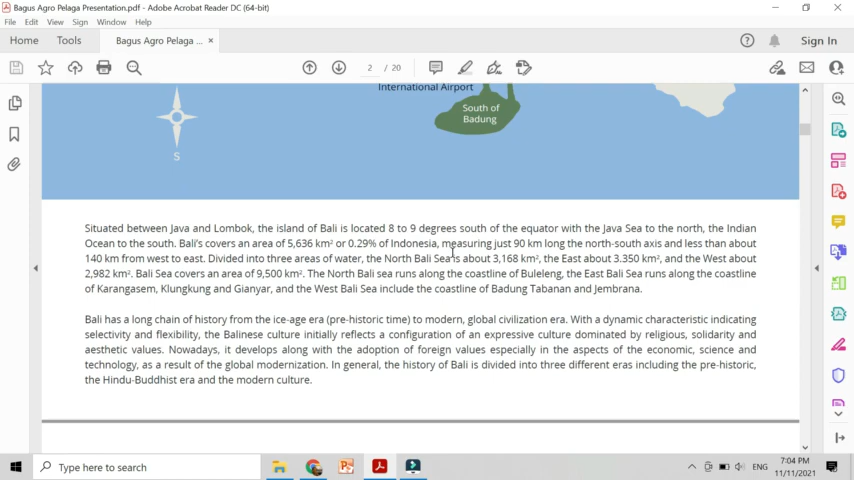 Bagus Agro Pelaga Presentation.pdf - Adobe Acrobat Reader DC (64-bit)
File Edit View Sign Window Help
Home Tools Bagus Agro Pelaga ... × Sign In
2 / 20
International Airport
South of
Badung
S
Situated between Java and Lombok, the island of Bali is located 8 to 9 degrees south of the equator with the Java Sea to the north, the Indian
Ocean to the south. Bali's covers an area of 5,636 km² or 0.29% of Indonesia, measuring just 90 km long the north-south axis and less than about
140 km from west to east. Divided into three areas of water, the North Bali Sea is about 3,168 km², the East about 3.350 km², and the West about
2,982 km². Bali Sea covers an area of 9,500 km². The North Bali sea runs along the coastline of Buleleng, the East Bali Sea runs along the coastline
of Karangasem, Klungkung and Gianyar, and the West Bali Sea include the coastline of Badung Tabanan and Jembrana.
Bali has a long chain of history from the ice-age era (pre-historic time) to modern, global civilization era. With a dynamic characteristic indicating
selectivity and flexibility, the Balinese culture initially reflects a configuration of an expressive culture dominated by religious, solidarity and
aesthetic values. Nowadays, it develops along with the adoption of foreign values especially in the aspects of the economic, science and
technology, as a result of the global modernization. In general, the history of Bali is divided into three different eras including the pre-historic,
the Hindu-Buddhist era and the modern culture.
Type here to search
ENG
7:04 PM
11/11/2021